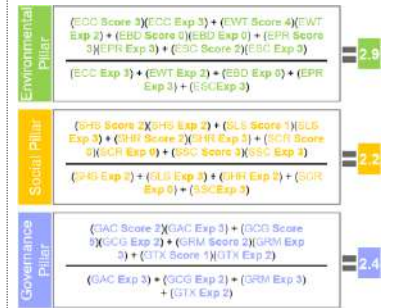 Environmental
Pillar
(ECC Score 3)(ECC Exp 3) + (EWT Score 4)(EWT
Exp 2) + (EBD Score 0)(EBD Exp 0) + (EPR Score
3)(EPR Exp 3) + (ESC Score 2)(ESC Exp 3)
(ECC Exp 3) + (EWT Exp 2) + (EBD Exp 0) + (EPR
Exp 3) + (ESCExp 3)
= 2.9
Social Pillar
(SHS Score 2)(SHS Exp 2) + (SLS Score 1)(SLS
Exp 3) + (SHR Score 2)(SHR Exp 3) + (SCR Score
0)(SCR Exp 0) + (SSC Score 3)(SSC Exp 3)
(SHS Exp 2) + (SLS Exp 3) + (SHR Exp 2) + (SCR
Exp 0) + (SSCExp 3)
= 2.2
Governance
Pillar
(GAC Score 2)(GAC Exp 3) + (GCG Score
5)(GCG Exp 2) + (GRM Score 2)(GRM Exp
3) + (GTX Score 1)(GTX Exp 2)
(GAC Exp 3) + (GCG Exp 2) + (GRM Exp 3)
+ (GTX Exp 2)
= 2.4